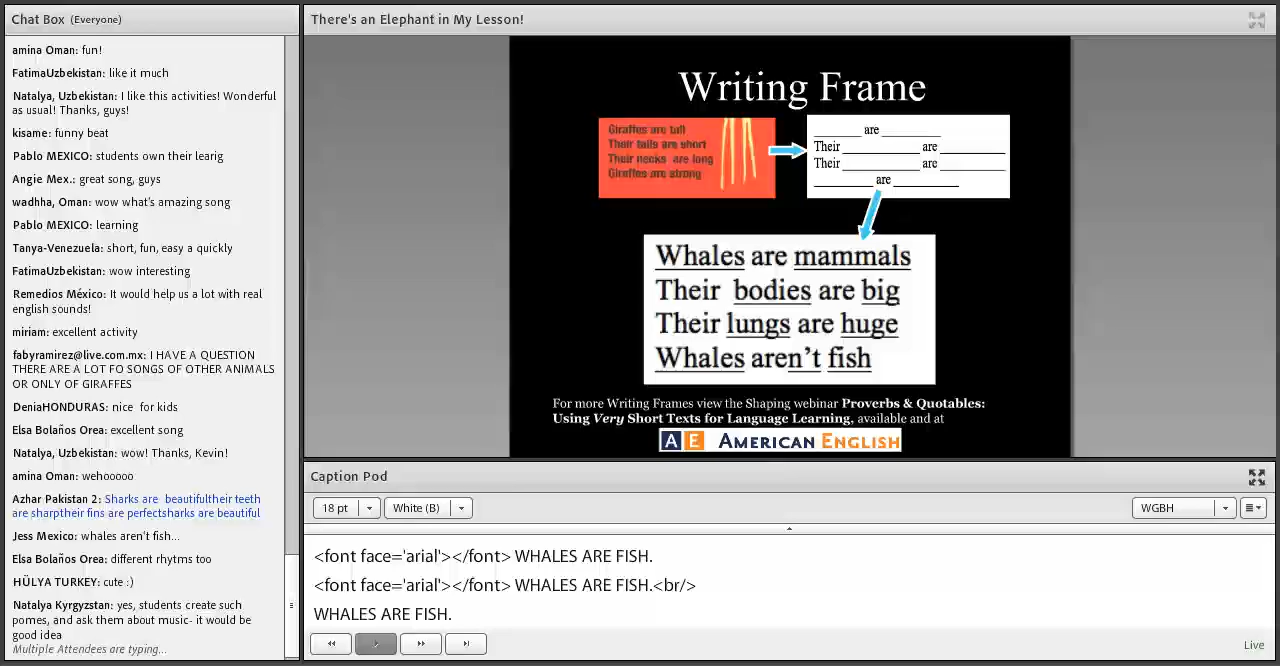 Chat Box (Everyone)
amina Oman: fun!
FatimaUzbekistan: like it much
Natalya, Uzbekistan: I like this activities! Wonderful
as usual! Thanks, guys!
kisame: funny beat
Pablo MEXICO: students own their learig
Angie Mex.: great song, guys
wadhha, Oman: wow what's amazing song
Pablo MEXICO: learning
Tanya-Venezuela: short, fun, easy a quickly
FatimaUzbekistan: wow interesting
Remedios México: It would help us a lot with real
english sounds!
miriam: excellent activity
fabyramirez@live.com.mx: I HAVE A QUESTION
THERE ARE A LOT FO SONGS OF OTHER ANIMALS
OR ONLY OF GIRAFFES
DeniaHONDURAS: nice for kids
Elsa Bolaños Orea: excellent song
Natalya, Uzbekistan: wow! Thanks, Kevin!
amina Oman: wehooooo
Azhar Pakistan 2: Sharks are beautifultheir teeth
are sharptheir fins are perfectsharks are beautiful
Jess Mexico: whales aren't fish...
Elsa Bolaños Orea: different rhytms too
HÜLYA TURKEY: cute :)
Natalya Kyrgyzstan: yes, students create such
pomes, and ask them about music- it would be
good idea
Multiple Attendees are typing...
There's an Elephant in My Lesson!
Writing Frame
Giraffes are tall
Their tails are short
Their necks are long
Giraffes are strong
_______ are _________
Their ____________ are __________
Their ____________ are __________
_________ are __________
Whales are mammals
Their bodies are big
Their lungs are huge
Whales aren't fish
For more Writing Frames view the Shaping webinar Proverbs & Quotables:
Using Very Short Texts for Language Learning, available and at
AE AMERICAN ENGLISH
Caption Pod
18 pt White (B) WGBH
<font face='arial'></font> WHALES ARE FISH.
<font face='arial'></font> WHALES ARE FISH.<br/>
WHALES ARE FISH.
Live